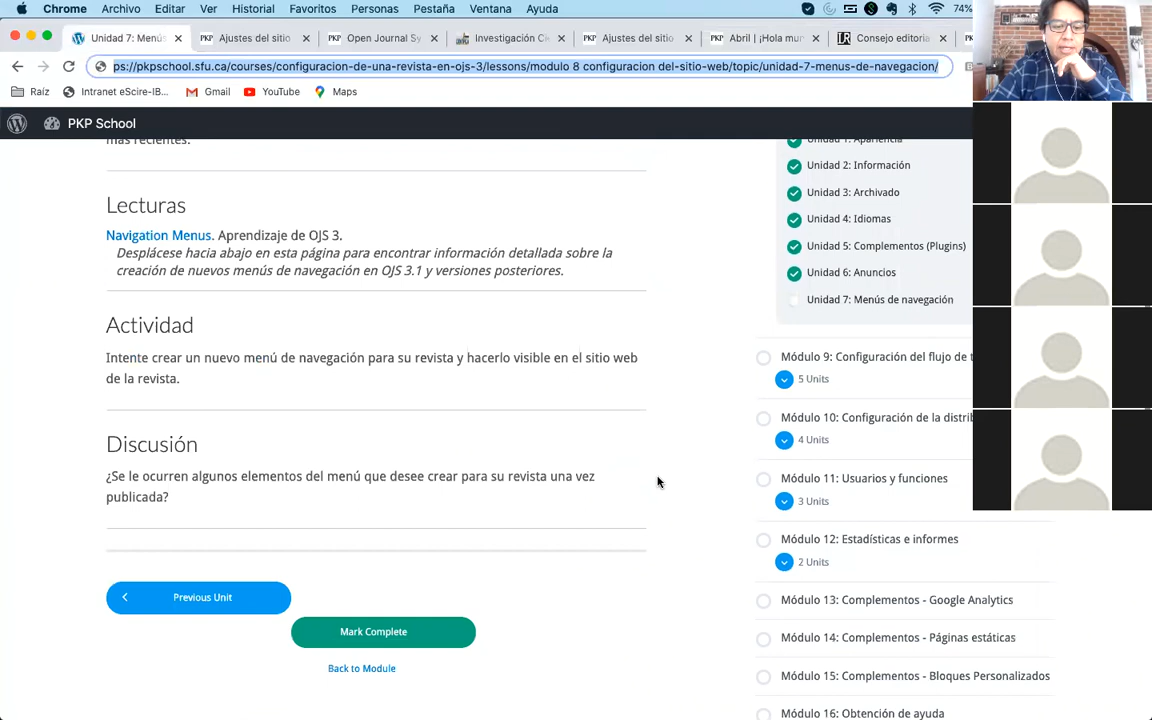 Chrome Archivo Editar Ver Historial Favoritos Personas Pestaña Ventana Ayuda 74%
Unidad 7: Menús
Ajustes del sitio
Open Journal Sy
Investigación Ci
Ajustes del sitio
Abril | ¡Hola mun
Consejo editoria
ps://pkpschool.sfu.ca/courses/configuracion-de-una-revista-en-ojs-3/lessons/modulo 8 configuracion del-sitio-web/topic/unidad-7-menus-de-navegacion/
Raíz Intranet eScire-IB... Gmail YouTube Maps
PKP School
más recientes.
Lecturas
Navigation Menus. Aprendizaje de OJS 3.
Desplácese hacia abajo en esta página para encontrar información detallada sobre la
creación de nuevos menús de navegación en OJS 3.1 y versiones posteriores.
Actividad
Intente crear un nuevo menú de navegación para su revista y hacerlo visible en el sitio web
de la revista.
Discusión
¿Se le ocurren algunos elementos del menú que desee crear para su revista una vez
publicada?
Previous Unit
Mark Complete
Back to Module
Unidad 1: Apariencia
Unidad 2: Información
Unidad 3: Archivado
Unidad 4: Idiomas
Unidad 5: Complementos (Plugins)
Unidad 6: Anuncios
Unidad 7: Menús de navegación
Módulo 9: Configuración del flujo de t
5 Units
Módulo 10: Configuración de la distrib
4 Units
Módulo 11: Usuarios y funciones
3 Units
Módulo 12: Estadísticas e informes
2 Units
Módulo 13: Complementos - Google Analytics
Módulo 14: Complementos - Páginas estáticas
Módulo 15: Complementos - Bloques Personalizados
Módulo 16: Obtención de ayuda